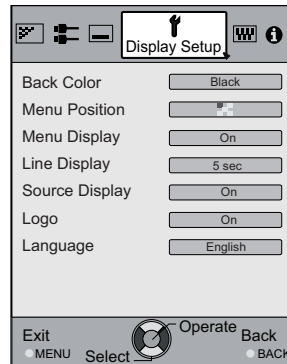 Display Setup
Back Color Black
Menu Position
Menu Display On
Line Display 5 sec
Source Display On
Logo On
Language English
Exit Operate Back
MENU Select BACK